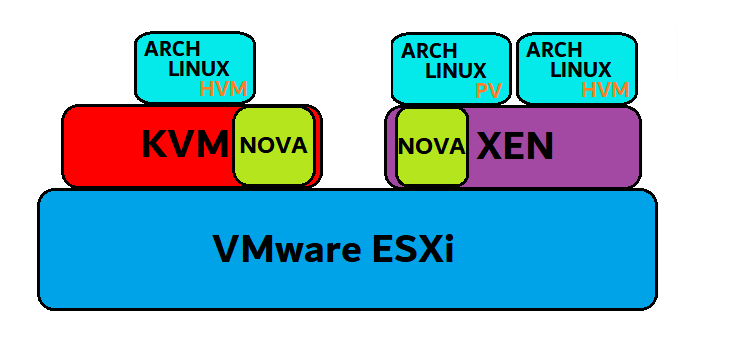 ARCH
LINUX
HVM
ARCH
LINUX
PV
ARCH
LINUX
HVM
KVM
NOVA
NOVA
XEN
VMware ESXi